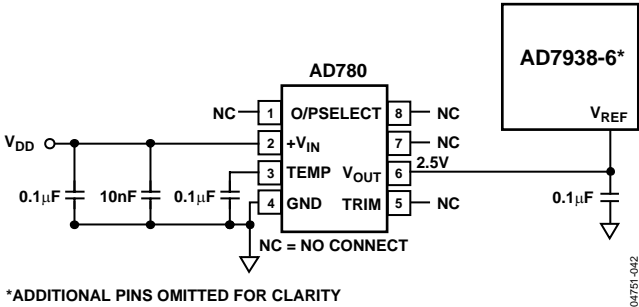 AD7938-6*
V_REF
AD780
NC 1 O/PSELECT 8 NC
V_DD 2 +V_IN 7 NC
3 TEMP V_OUT 6 2.5V
4 GND TRIM 5 NC
0.1µF 10nF 0.1µF 0.1µF
NC = NO CONNECT
*ADDITIONAL PINS OMITTED FOR CLARITY
04751-042